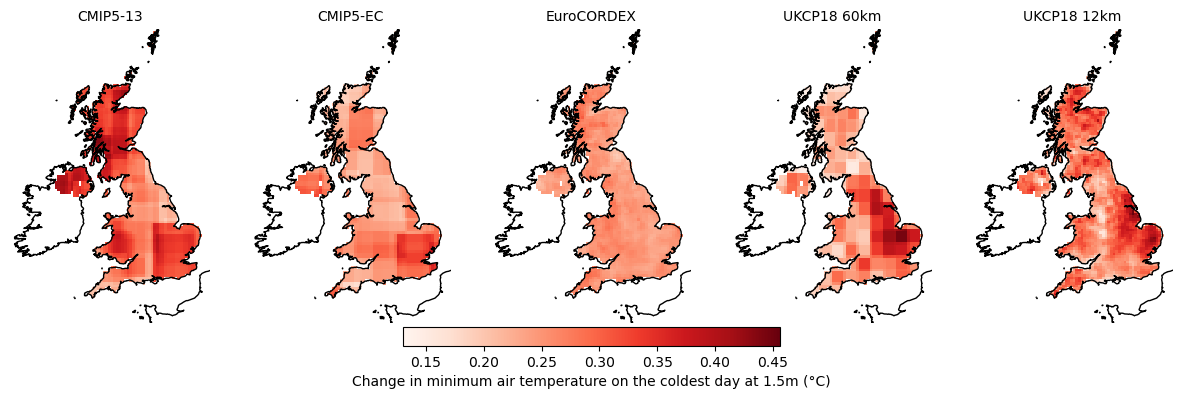 CMIP5-13
CMIP5-EC
EuroCORDEX
UKCP18 60km
UKCP18 12km
0.15 0.20 0.25 0.30 0.35 0.40 0.45
Change in minimum air temperature on the coldest day at 1.5m (°C)